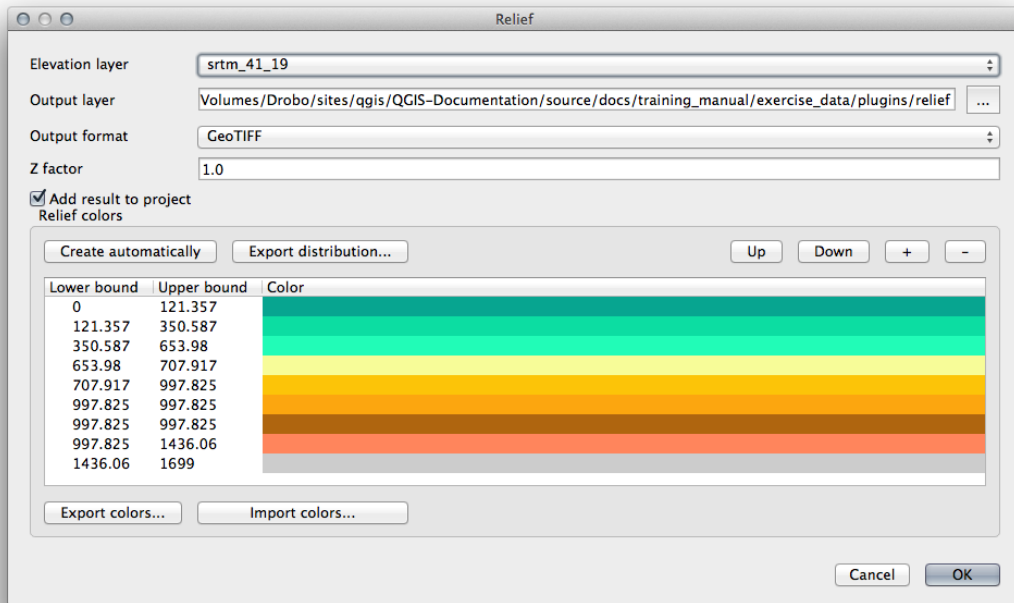 Relief
Elevation layer srtm_41_19
Output layer Volumes/Drobo/sites/qgis/QGIS-Documentation/source/docs/training_manual/exercise_data/plugins/relief ...
Output format GeoTIFF
Z factor 1.0
Add result to project
Relief colors
Create automatically Export distribution... Up Down + -
Lower bound Upper bound Color
0 121.357
121.357 350.587
350.587 653.98
653.98 707.917
707.917 997.825
997.825 997.825
997.825 997.825
997.825 1436.06
1436.06 1699
Export colors... Import colors...
Cancel OK